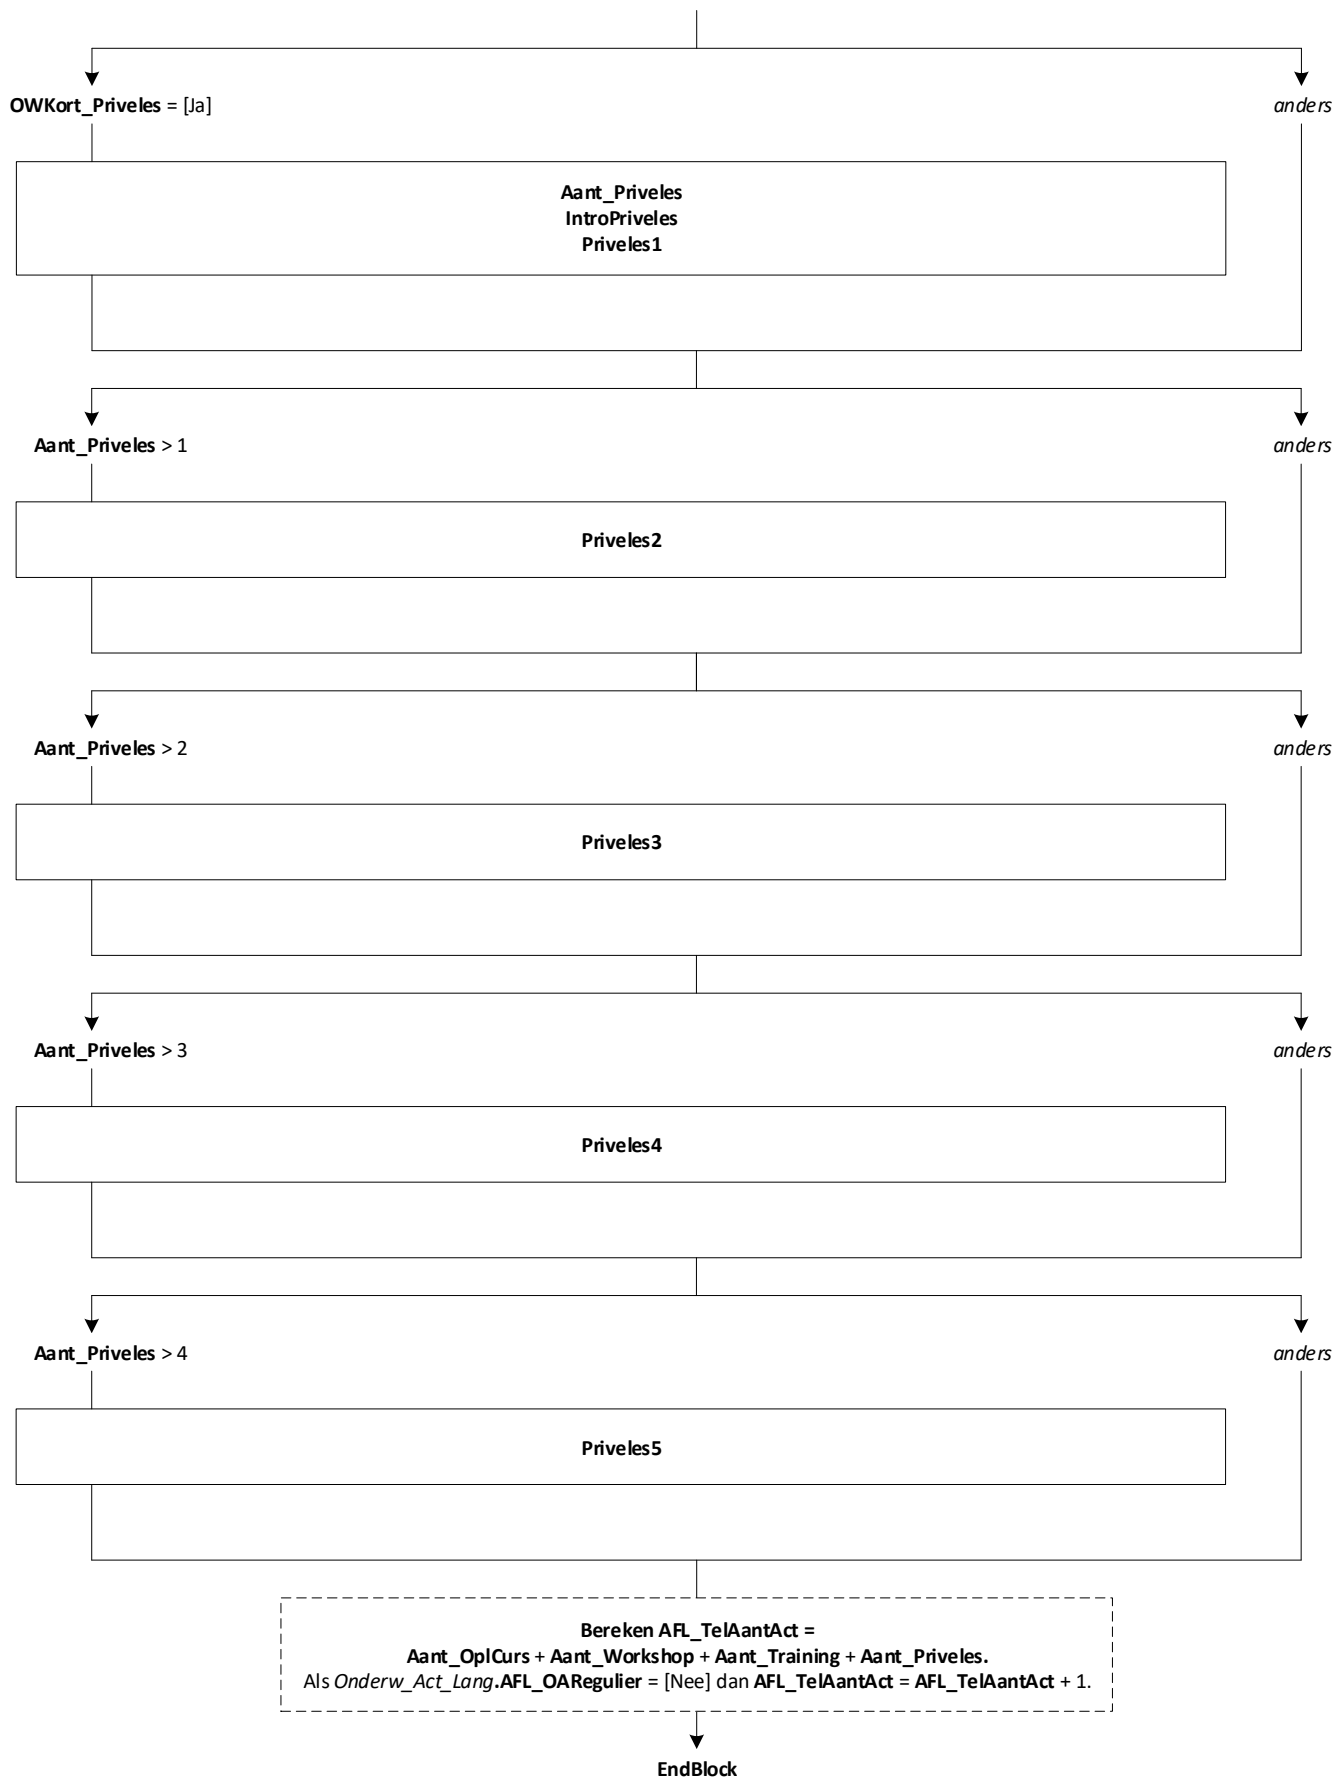 OWKort_Priveles = [Ja]
anders
Aant_Priveles
IntroPriveles
Priveles1
Aant_Priveles > 1
anders
Priveles2
Aant_Priveles > 2
anders
Priveles3
Aant_Priveles > 3
anders
Priveles4
Aant_Priveles > 4
anders
Priveles5
Bereken AFL_TelAantAct =
Aant_OplCurs + Aant_Workshop + Aant_Training + Aant_Priveles.
Als Onderw_Act_Lang.AFL_OARegulier = [Nee] dan AFL_TelAantAct = AFL_TelAantAct + 1.
EndBlock